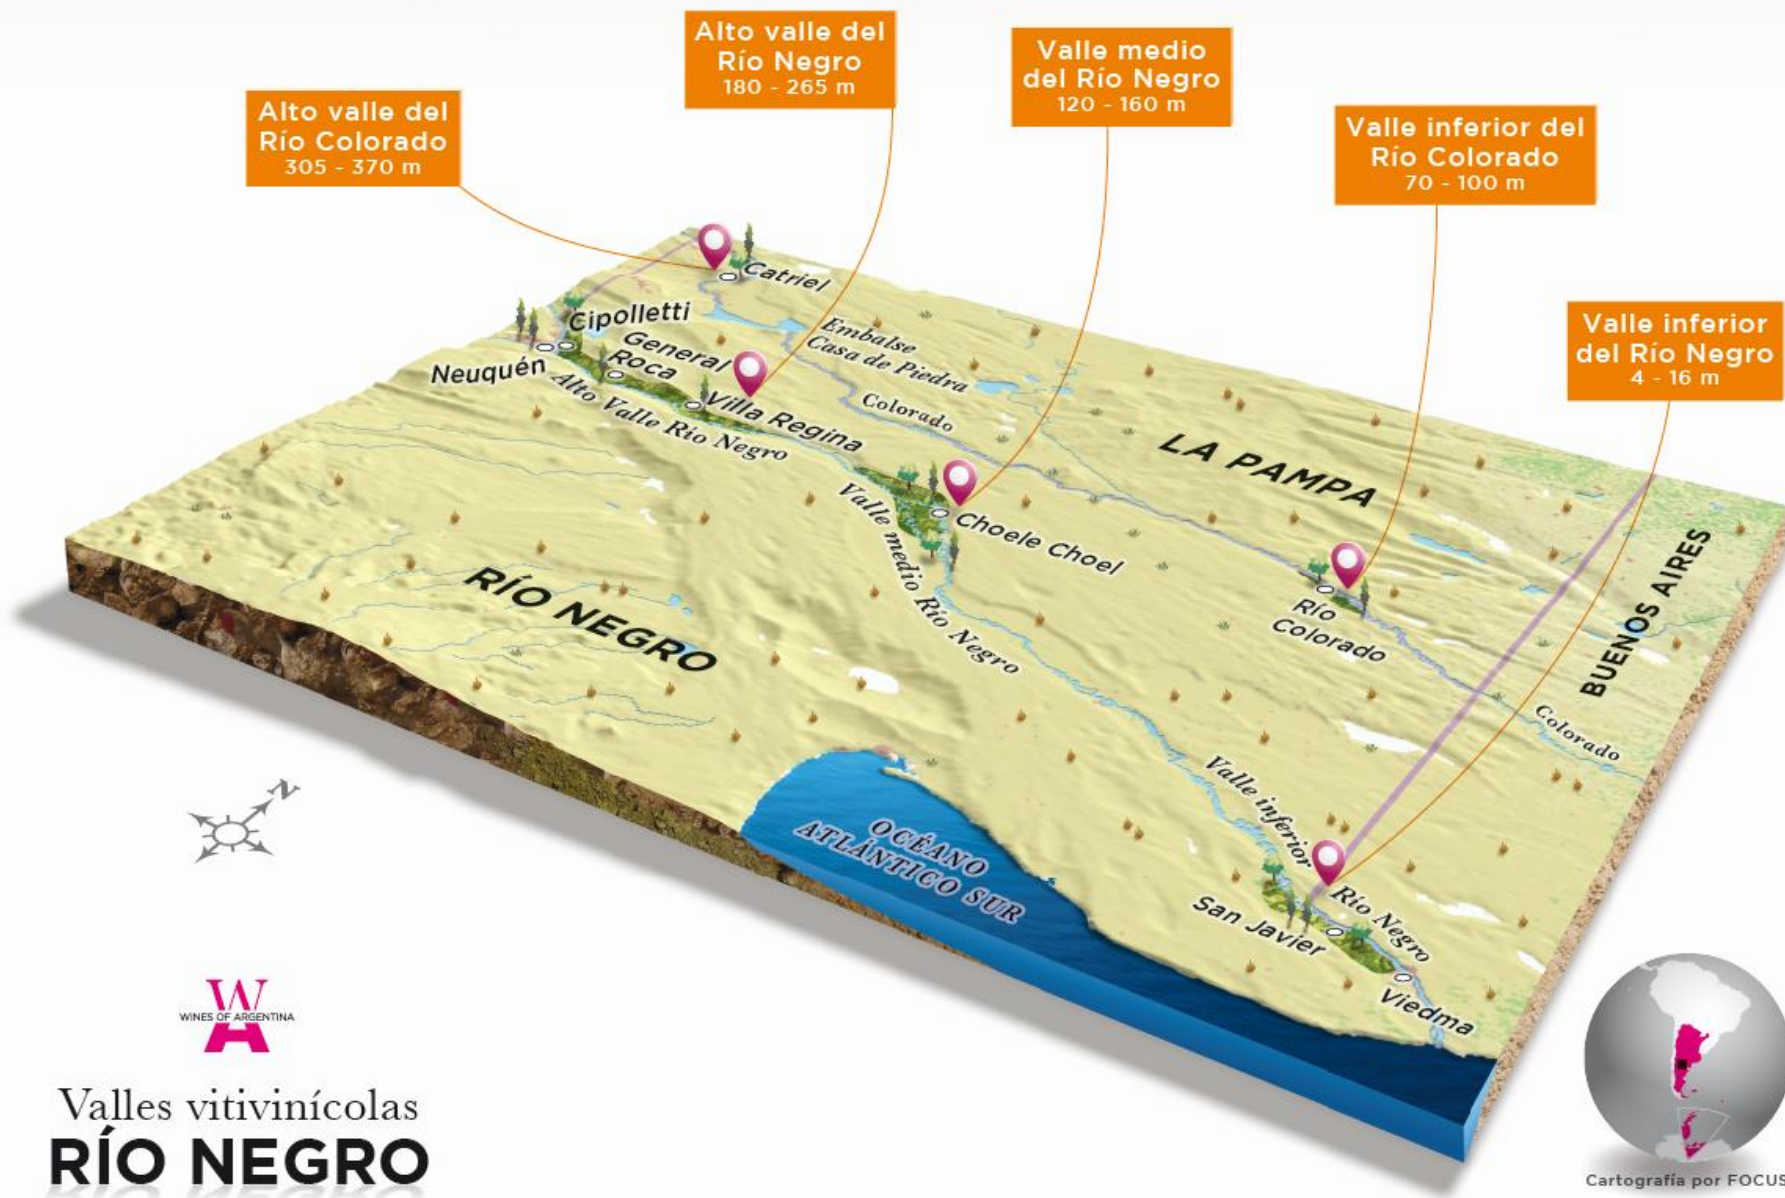 Alto valle del
Río Negro
180 - 265 m
Valle medio
del Río Negro
120 - 160 m
Alto valle del
Río Colorado
305 - 370 m
Valle inferior del
Río Colorado
70 - 100 m
Valle inferior
del Río Negro
4 - 16 m
Catriel
Cipolletti
Neuquén
General
Roca
Villa Regina
Alto Valle Río Negro
Embalse
Casa de Piedra
Colorado
LA PAMPA
Choele Choel
Valle medio Río Negro
RÍO NEGRO
Río
Colorado
BUENOS AIRES
Colorado
Valle inferior
Río Negro
San Javier
Viedma
OCÉANO
ATLÁNTICO SUR
N
WA
WINES OF ARGENTINA
Valles vitivinícolas
RÍO NEGRO
Cartografía por FOCUS